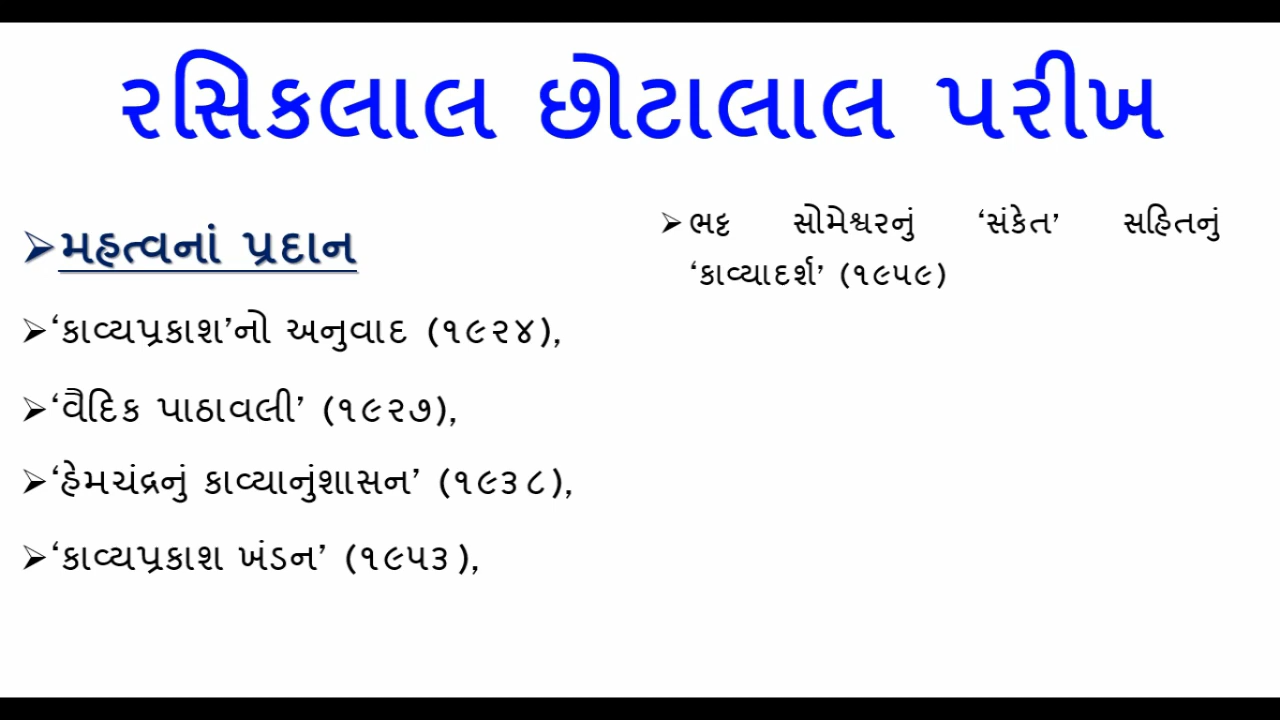 રસિકલાલ છોટાલાલ પરીખ
➢મહત્વનાં પ્રદાન
➢‘કાવ્યપ્રકાશ’નો અનુવાદ (૧૯૨૪),
➢‘વૈદિક પાઠાવલી’ (૧૯૨૭),
➢‘હેમચંદ્રનું કાવ્યાનુંશાસન’ (૧૯૩૮),
➢‘કાવ્યપ્રકાશ ખંડન’ (૧૯૫૩),
➢ભટ્ટ સોમેશ્વરનું ‘સંકેત’ સહિતનું
‘કાવ્યાદર્શ’ (૧૯૫૯)